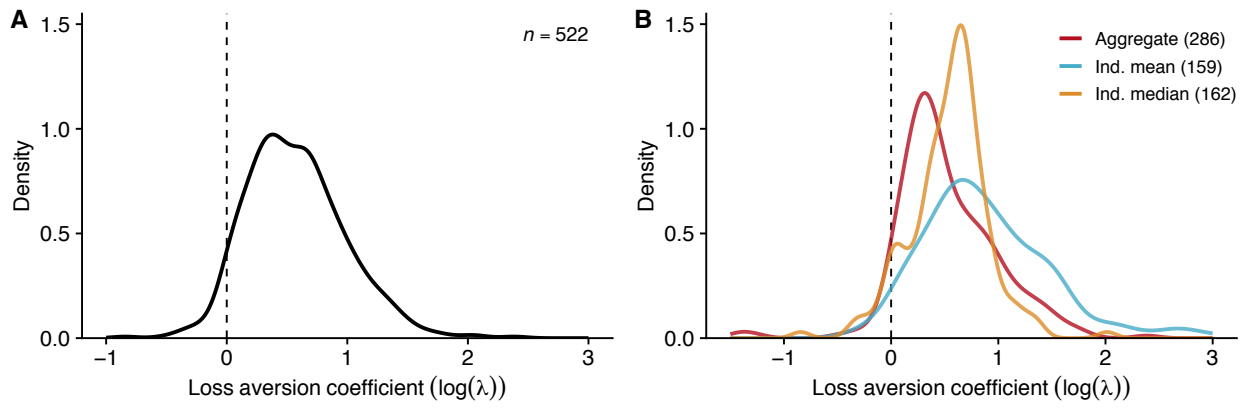 A
n = 522
1.5
1.0
0.5
0.0
Density
−1
0
1
2
3
Loss aversion coefficient (log(λ))
B
Aggregate (286)
Ind. mean (159)
Ind. median (162)
1.5
1.0
0.5
0.0
Density
−1
0
1
2
3
Loss aversion coefficient (log(λ))